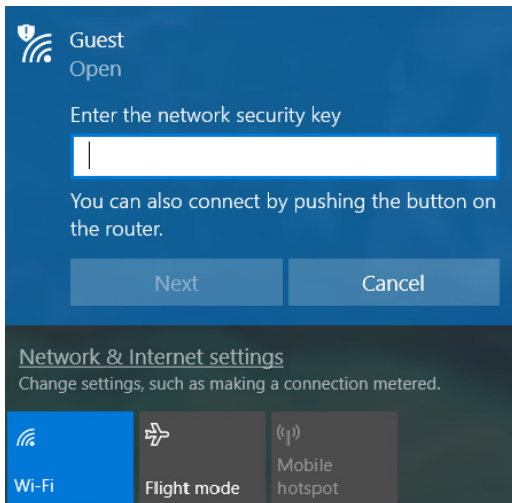 Guest
Open
Enter the network security key
You can also connect by pushing the button on
the router.
Next
Cancel
Network & Internet settings
Change settings, such as making a connection metered.
Wi-Fi
Flight mode
Mobile
hotspot